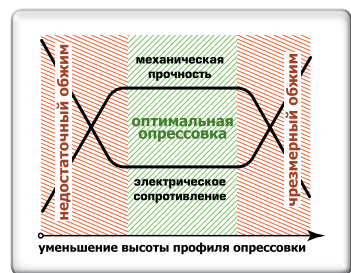 механическая
прочность
недостаточный обжим
оптимальная
опрессовка
чрезмерный обжим
электрическое
сопротивление
уменьшение высоты профиля опрессовки